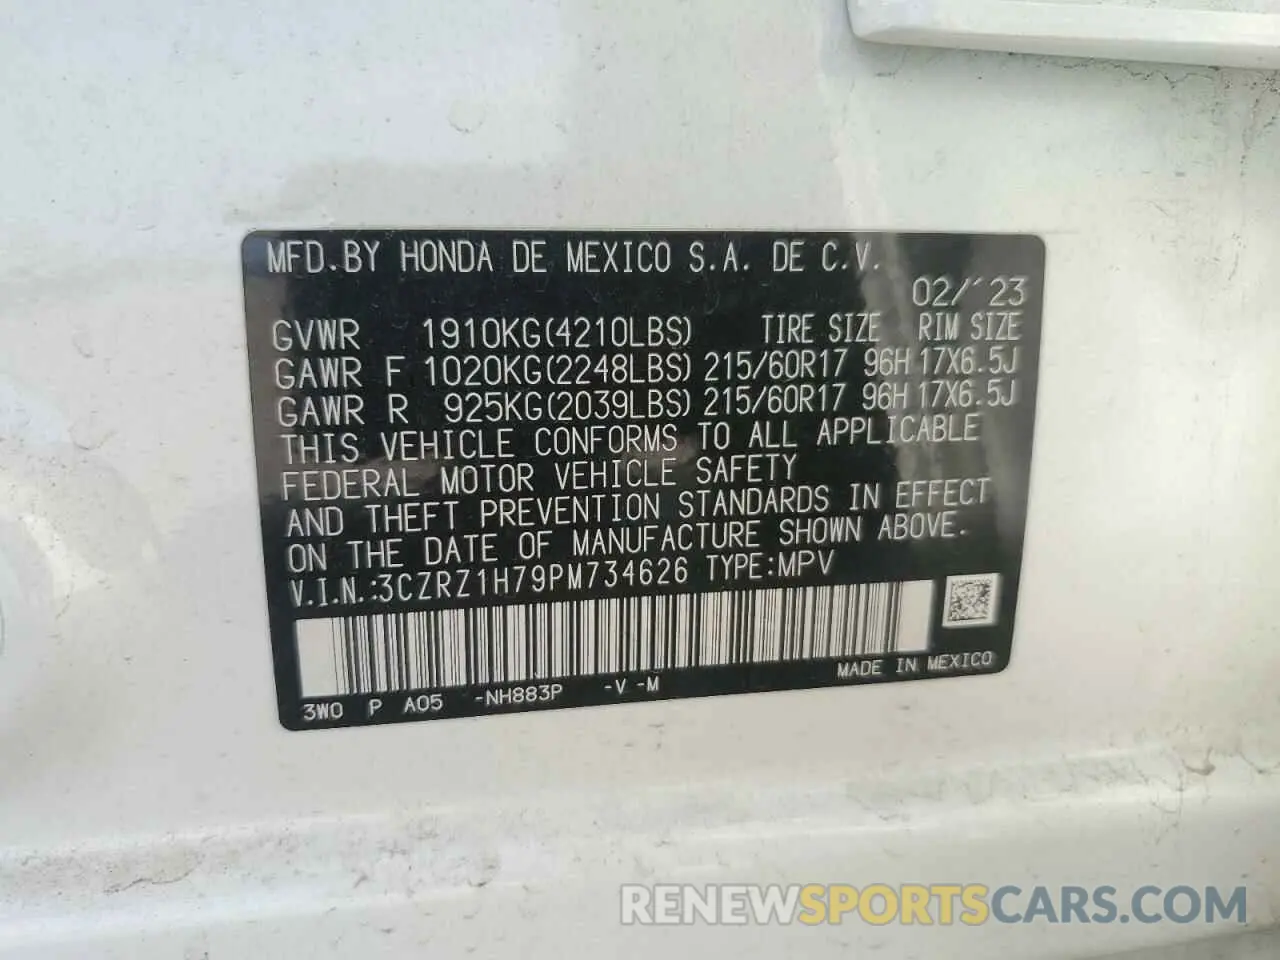 MFD.BY HONDA DE MEXICO S.A. DE C.V.
02/´23
GVWR 1910KG(4210LBS) TIRE SIZE RIM SIZE
GAWR F 1020KG(2248LBS) 215/60R17 96H 17X6.5J
GAWR R 925KG(2039LBS) 215/60R17 96H 17X6.5J
THIS VEHICLE CONFORMS TO ALL APPLICABLE
FEDERAL MOTOR VEHICLE SAFETY
AND THEFT PREVENTION STANDARDS IN EFFECT
ON THE DATE OF MANUFACTURE SHOWN ABOVE.
V.I.N.:3CZRZ1H79PM734626 TYPE:MPV
MADE IN MEXICO
3WO P A05 -NH883P -V -M
RENEWSPORTSCARS.COM